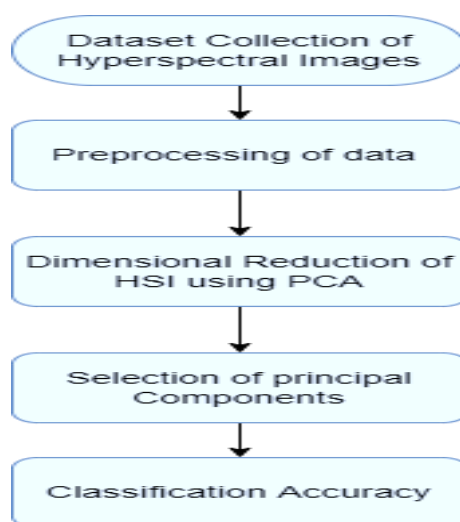 Dataset Collection of
Hyperspectral Images
Preprocessing of data
Dimensional Reduction of
HSI using PCA
Selection of principal
Components
Classification Accuracy